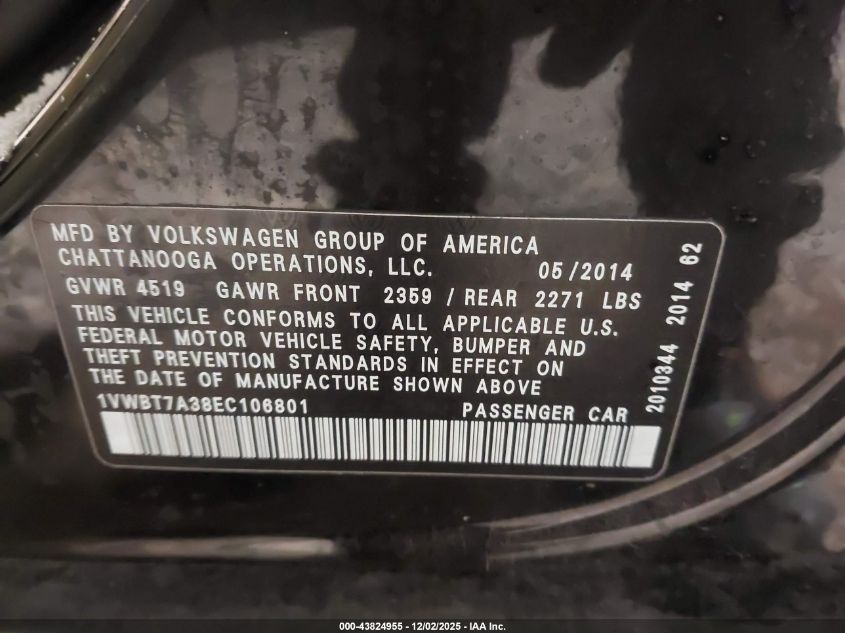 MFD BY VOLKSWAGEN GROUP OF AMERICA
CHATTANOOGA OPERATIONS, LLC. 05/2014
GVWR 4519 GAWR FRONT 2359 / REAR 2271 LBS
THIS VEHICLE CONFORMS TO ALL APPLICABLE U.S.
FEDERAL MOTOR VEHICLE SAFETY, BUMPER AND
THEFT PREVENTION STANDARDS IN EFFECT ON
THE DATE OF MANUFACTURE SHOWN ABOVE
1VWBT7A38EC106801 PASSENGER CAR
2010344 2014 62
000-43824955 - 12/02/2025 - IAA Inc.